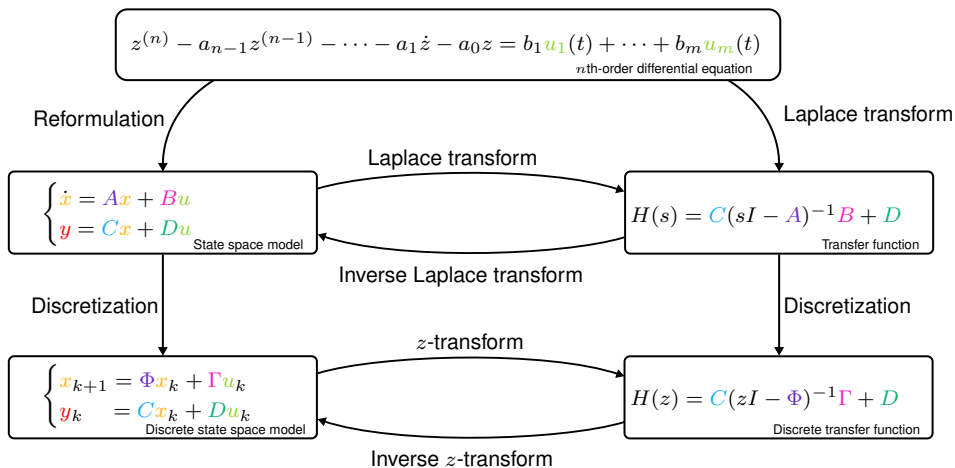 z^{(n)} − a_{n−1}z^{(n−1)} − ⋯ − a_1ż − a_0z = b_1u_1(t) + ⋯ + b_mu_m(t)
nth-order differential equation
Reformulation
Laplace transform
Laplace transform
ẋ = Ax + Bu
y = Cx + Du
State space model
H(s) = C(sI − A)^{−1}B + D
Transfer function
Inverse Laplace transform
Discretization
Discretization
z-transform
x_{k+1} = Φx_k + Γu_k
y_k = Cx_k + Du_k
Discrete state space model
H(z) = C(zI − Φ)^{−1}Γ + D
Discrete transfer function
Inverse z-transform